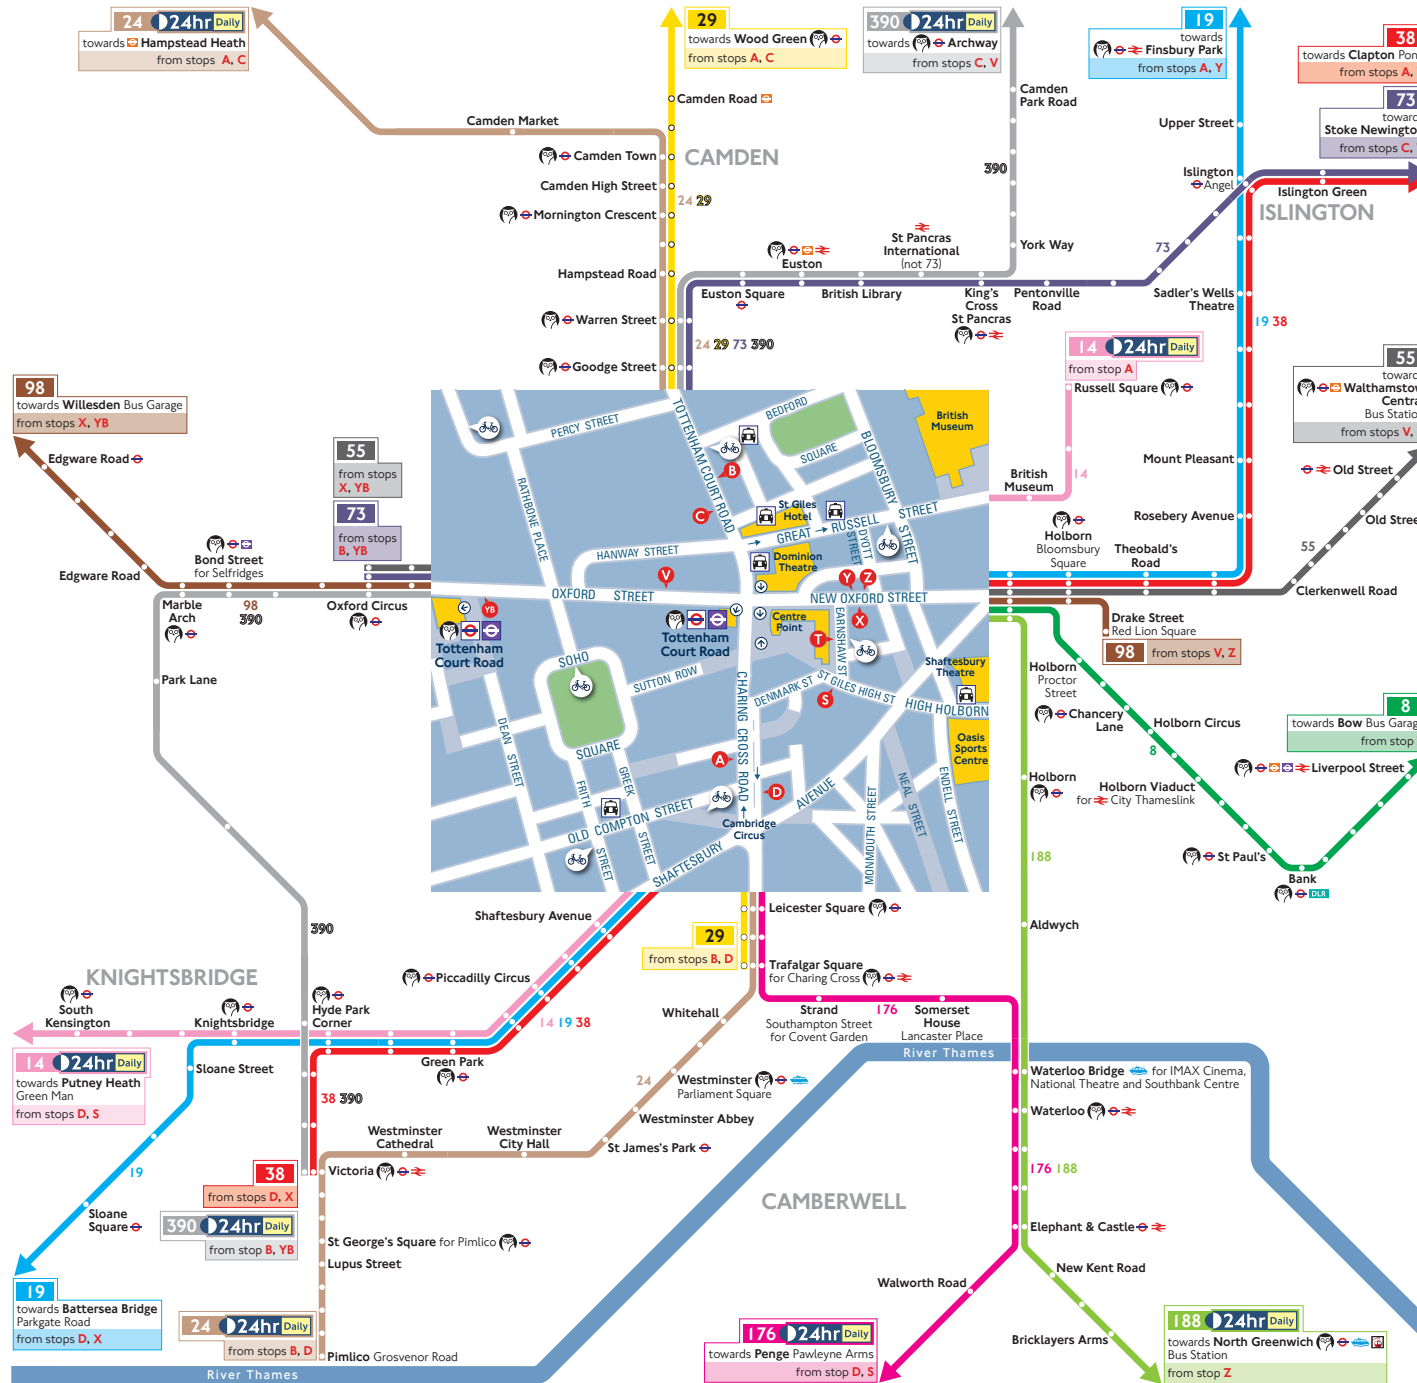 24 24hr Daily
towards Hampstead Heath
from stops A, C
29
towards Wood Green
from stops A, C
390 24hr Daily
towards Archway
from stops C, V
19
towards
Finsbury Park
from stops A, Y
38
towards Clapton Pon
from stops A,
73
toward
Stoke Newingto
from stops C,
Camden Road
Camden
Park Road
Camden Market
Upper Street
Camden Town
CAMDEN
Camden High Street
390
Islington
Angel
Islington Green
24 29
Mornington Crescent
ISLINGTON
St Pancras
International
(not 73)
York Way
73
Euston
Hampstead Road
Euston Square
British Library
King's
Cross
St Pancras
Pentonville
Road
Sadler's Wells
Theatre
Warren Street
19 38
24 29 73 390
14 24hr Daily
from stop A
Goodge Street
Russell Square
55
toward
Walthamstow
Centra
Bus Statio
from stops V,
98
towards Willesden Bus Garage
from stops X, YB
Edgware Road
55
from stops
X, YB
73
from stops
B, YB
Mount Pleasant
Old Street
British
Museum
14
Rosebery Avenue
Old Stree
Holborn
Bloomsbury
Square
Theobald's
Road
55
Bond Street
for Selfridges
Edgware Road
Clerkenwell Road
Marble
Arch
98
390
Oxford Circus
Drake Street
Red Lion Square
98 from stops V, Z
PERCY STREET
TOTTENHAM COURT ROAD
BEDFORD
SQUARE
BLOOMSBURY
STREET
British
Museum
B
RATHBONE PLACE
C
St Giles
Hotel
GREAT RUSSELL STREET
DYOTT
STREET
HANWAY STREET
Dominion
Theatre
V
Y
Z
OXFORD STREET
NEW OXFORD STREET
YB
Tottenham
Court Road
Tottenham
Court Road
Centre
Point
T
EARNSHAW ST
X
SOHO
SQUARE
SUTTON ROW
DENMARK ST
ST GILES HIGH ST
S
Shaftesbury
Theatre
HIGH HOLBORN
DEAN STREET
CHARING CROSS ROAD
Oasis
Sports
Centre
A
FRITH
STREET
GREEK
STREET
D
OLD COMPTON STREET
Cambridge
Circus
SHAFTESBURY
AVENUE
MONMOUTH STREET
NEAL STREET
ENDELL STREET
Park Lane
Holborn
Proctor
Street
Chancery
Lane
Holborn Circus
8
8
towards Bow Bus Garag
from stop
Liverpool Street
Holborn
Holborn Viaduct
for City Thameslink
188
St Paul's
Bank
DLR
Aldwych
Shaftesbury Avenue
Leicester Square
29
from stops B, D
390
KNIGHTSBRIDGE
Piccadilly Circus
Trafalgar Square
for Charing Cross
South
Kensington
Knightsbridge
Hyde Park
Corner
14 19 38
Whitehall
Strand
Southampton Street
for Covent Garden
176
Somerset
House
Lancaster Place
14 24hr Daily
towards Putney Heath
Green Man
from stops D, S
Sloane Street
Green Park
River Thames
Waterloo Bridge for IMAX Cinema,
National Theatre and Southbank Centre
24
Westminster
Parliament Square
38 390
Waterloo
Westminster Abbey
Westminster
Cathedral
Westminster
City Hall
St James's Park
19
38
from stops D, X
Victoria
176 188
CAMBERWELL
Sloane
Square
390 24hr Daily
from stop B, YB
St George's Square for Pimlico
Elephant & Castle
Lupus Street
New Kent Road
Walworth Road
19
towards Battersea Bridge
Parkgate Road
from stops D, X
24 24hr Daily
from stops B, D
Pimlico Grosvenor Road
176 24hr Daily
towards Penge Pawleyne Arms
from stop D, S
Bricklayers Arms
188 24hr Daily
towards North Greenwich
Bus Station
from stop Z
River Thames